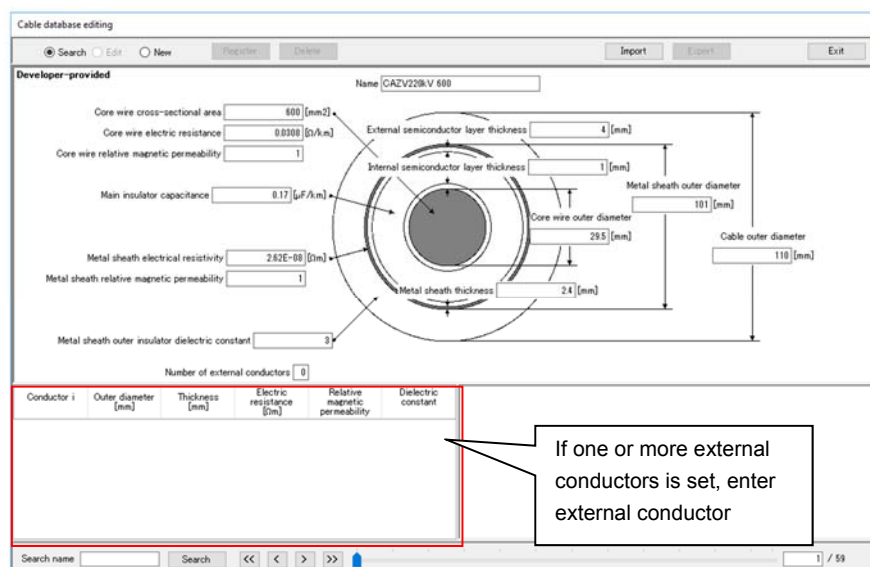 Cable database editing
Search Edit New Register Delete Import Export Exit
Developer-provided
Name CAZV220kV 600
Core wire cross-sectional area 600 [mm2]
Core wire electric resistance 0.0308 [Ω/km]
Core wire relative magnetic permeability 1
Main insulator capacitance 0.17 [μF/km]
Metal sheath electrical resistivity 2.62E-08 [Ωm]
Metal sheath relative magnetic permeability 1
Metal sheath outer insulator dielectric constant 3
Number of external conductors 0
External semiconductor layer thickness 4 [mm]
Internal semiconductor layer thickness 1 [mm]
Core wire outer diameter
29.5 [mm]
Metal sheath thickness 2.4 [mm]
Metal sheath outer diameter
101 [mm]
Cable outer diameter
110 [mm]
Conductor i
Outer diameter
[mm]
Thickness
[mm]
Electric
resistance
[Ωm]
Relative
magnetic
permeability
Dielectric
constant
If one or more external
conductors is set, enter
external conductor
Search name Search << < > >> 1 / 59